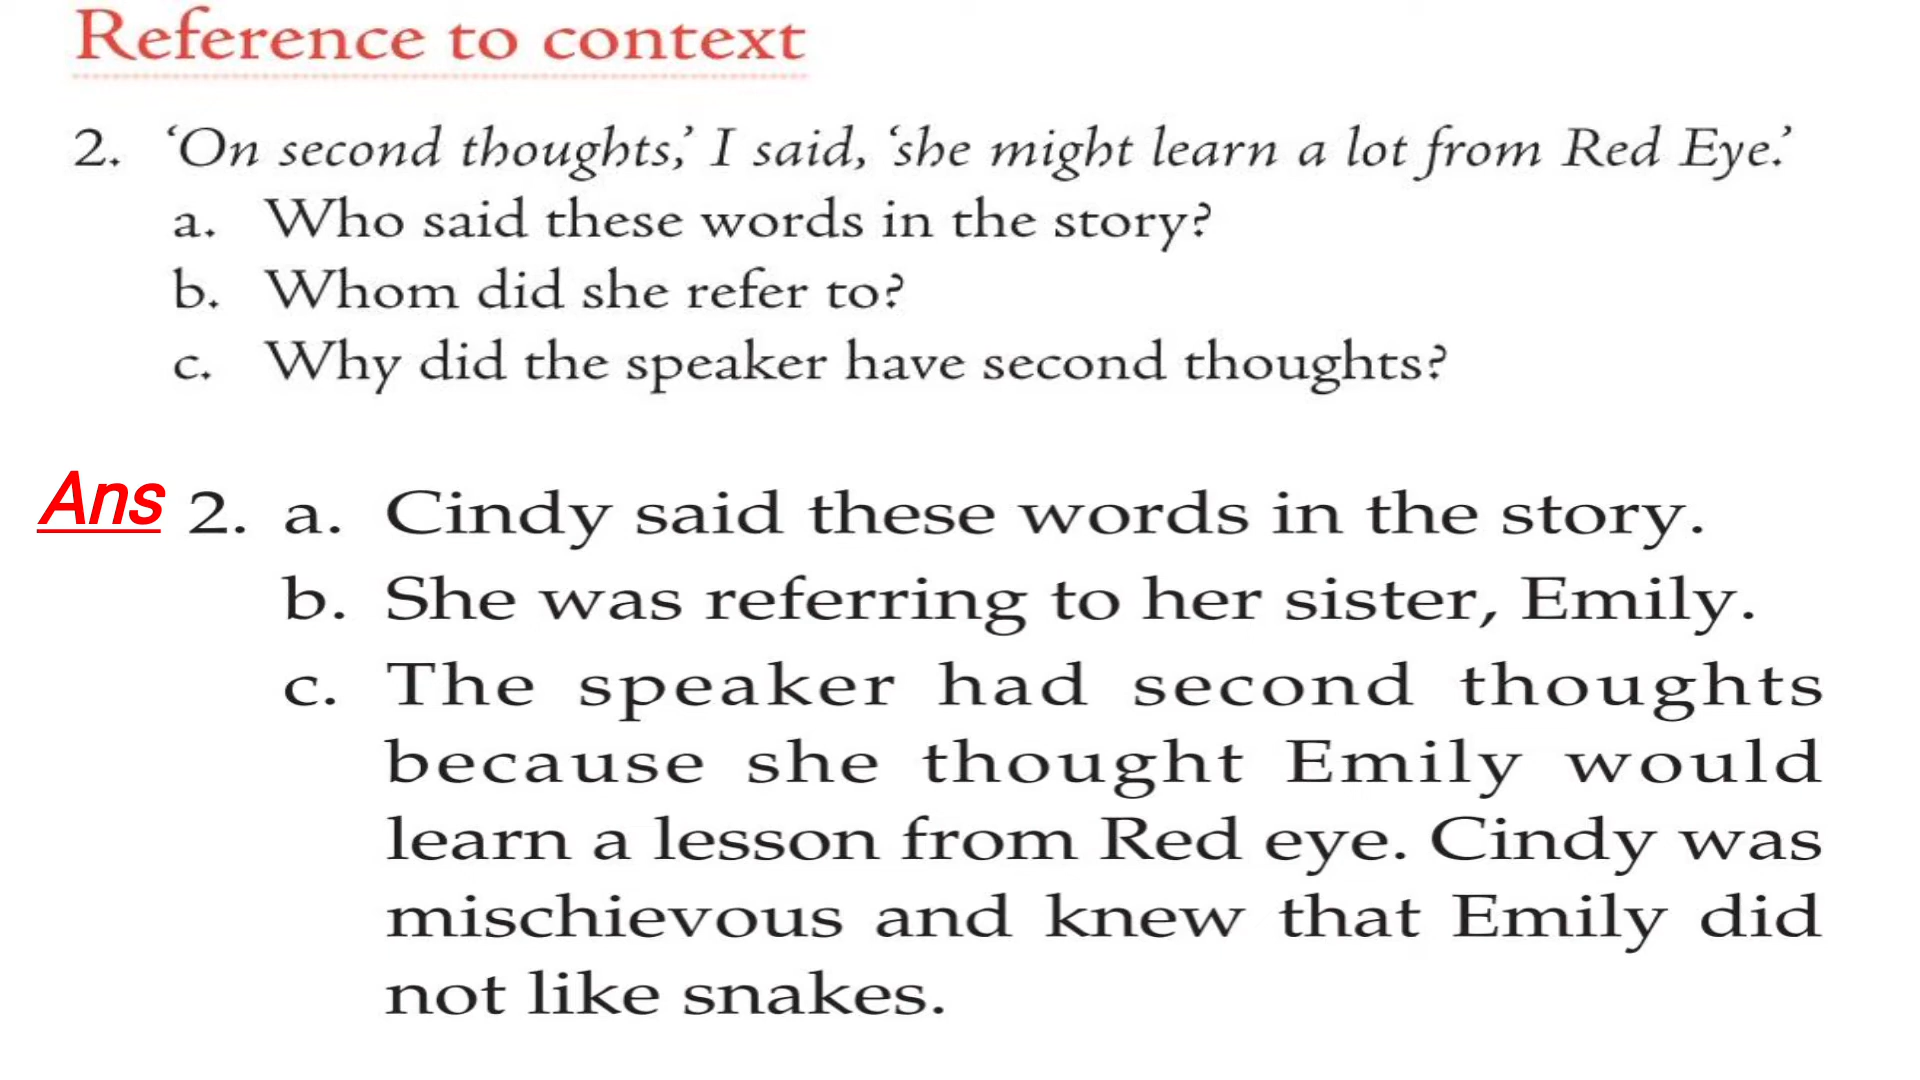 Reference to context
2. ‘On second thoughts,’ I said, ‘she might learn a lot from Red Eye.’
a. Who said these words in the story?
b. Whom did she refer to?
c. Why did the speaker have second thoughts?
Ans 2. a. Cindy said these words in the story.
b. She was referring to her sister, Emily.
c. The speaker had second thoughts
because she thought Emily would
learn a lesson from Red eye. Cindy was
mischievous and knew that Emily did
not like snakes.